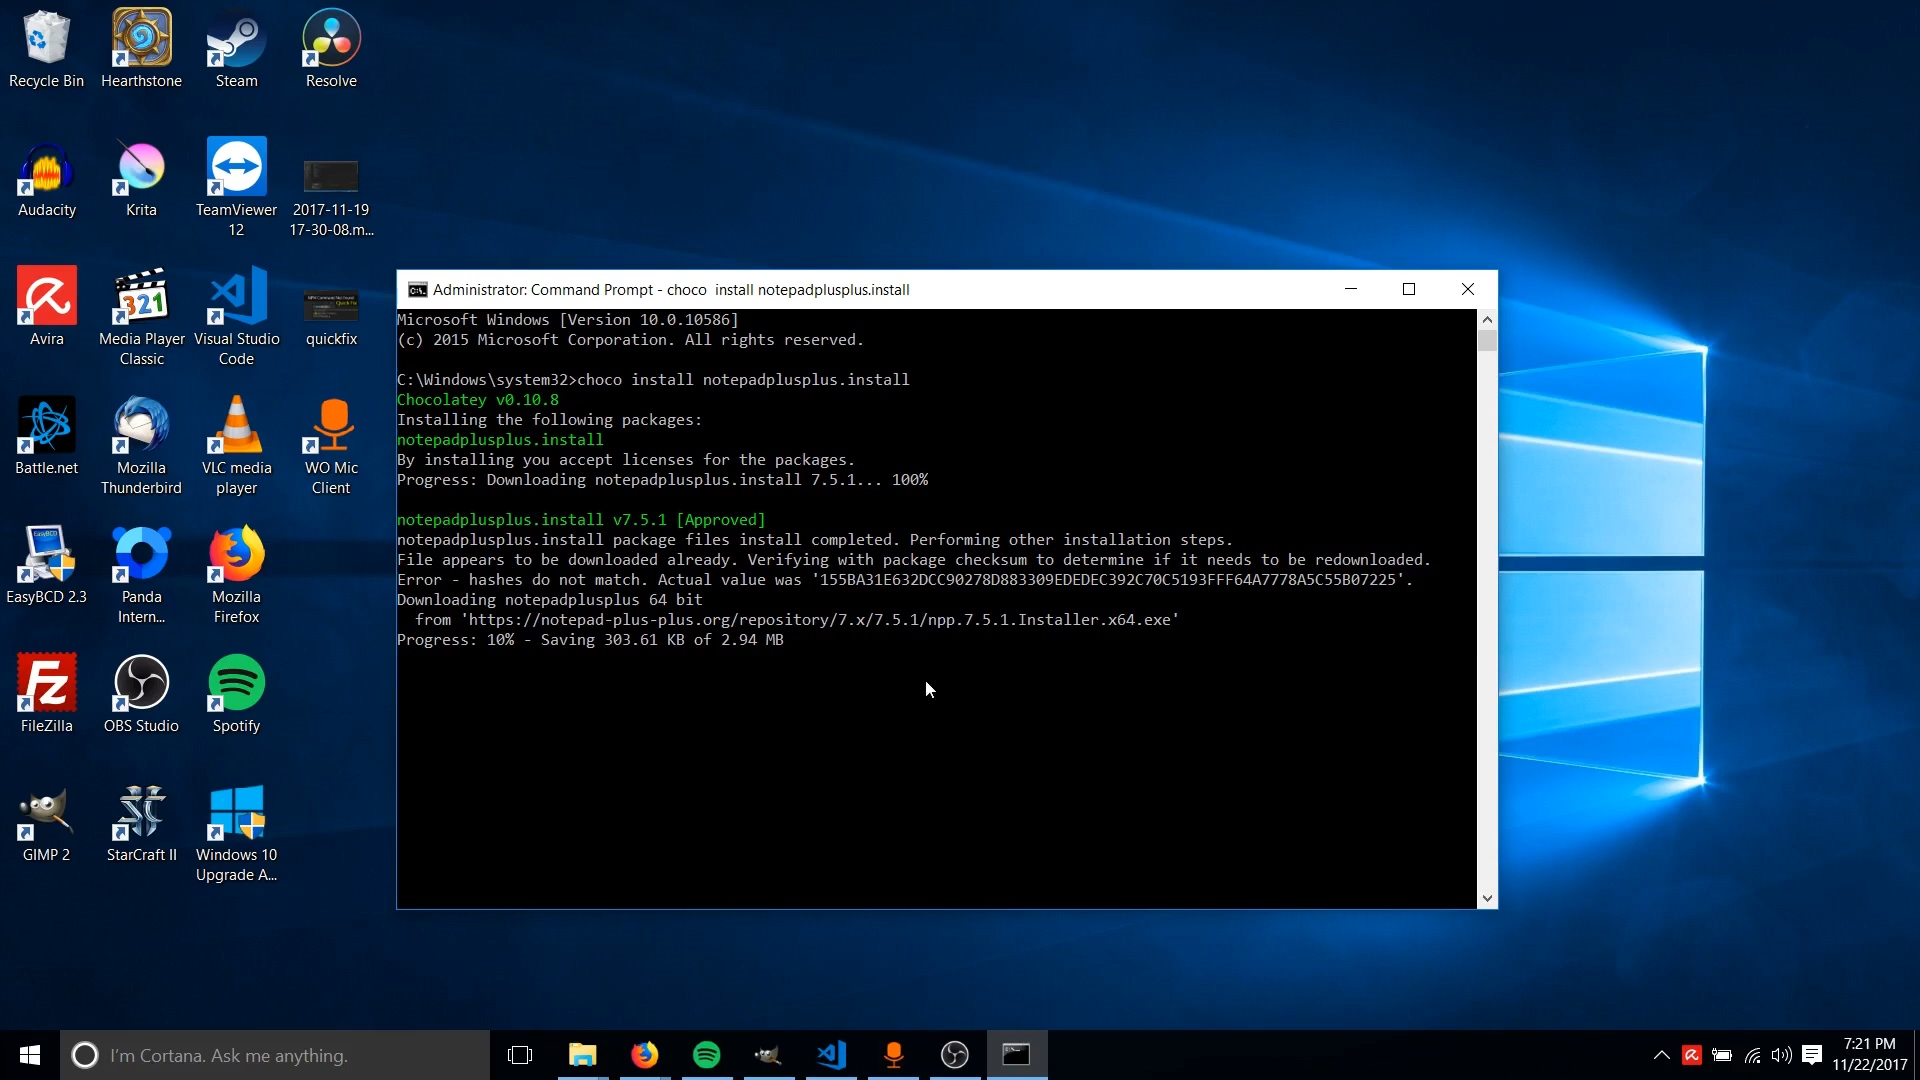 Recycle Bin
Hearthstone
Steam
Resolve
Audacity
Krita
TeamViewer
12
2017-11-19
17-30-08.m...
Avira
321
Media Player
Classic
Visual Studio
Code
quickfix
Battle.net
Mozilla
Thunderbird
VLC media
player
WO Mic
Client
EasyBCD
EasyBCD 2.3
Panda
Intern...
Mozilla
Firefox
Fz
FileZilla
OBS Studio
Spotify
GIMP 2
StarCraft II
Windows 10
Upgrade A...
Administrator: Command Prompt - choco  install notepadplusplus.install
Microsoft Windows [Version 10.0.10586]
(c) 2015 Microsoft Corporation. All rights reserved.
C:\Windows\system32>choco install notepadplusplus.install
Chocolatey v0.10.8
Installing the following packages:
notepadplusplus.install
By installing you accept licenses for the packages.
Progress: Downloading notepadplusplus.install 7.5.1... 100%
notepadplusplus.install v7.5.1 [Approved]
notepadplusplus.install package files install completed. Performing other installation steps.
File appears to be downloaded already. Verifying with package checksum to determine if it needs to be redownloaded.
Error - hashes do not match. Actual value was '155BA31E632DCC90278D883309EDEDEC392C70C5193FFF64A7778A5C55B07225'.
Downloading notepadplusplus 64 bit
  from 'https://notepad-plus-plus.org/repository/7.x/7.5.1/npp.7.5.1.Installer.x64.exe'
Progress: 10% - Saving 303.61 KB of 2.94 MB
I'm Cortana. Ask me anything.
7:21 PM
11/22/2017